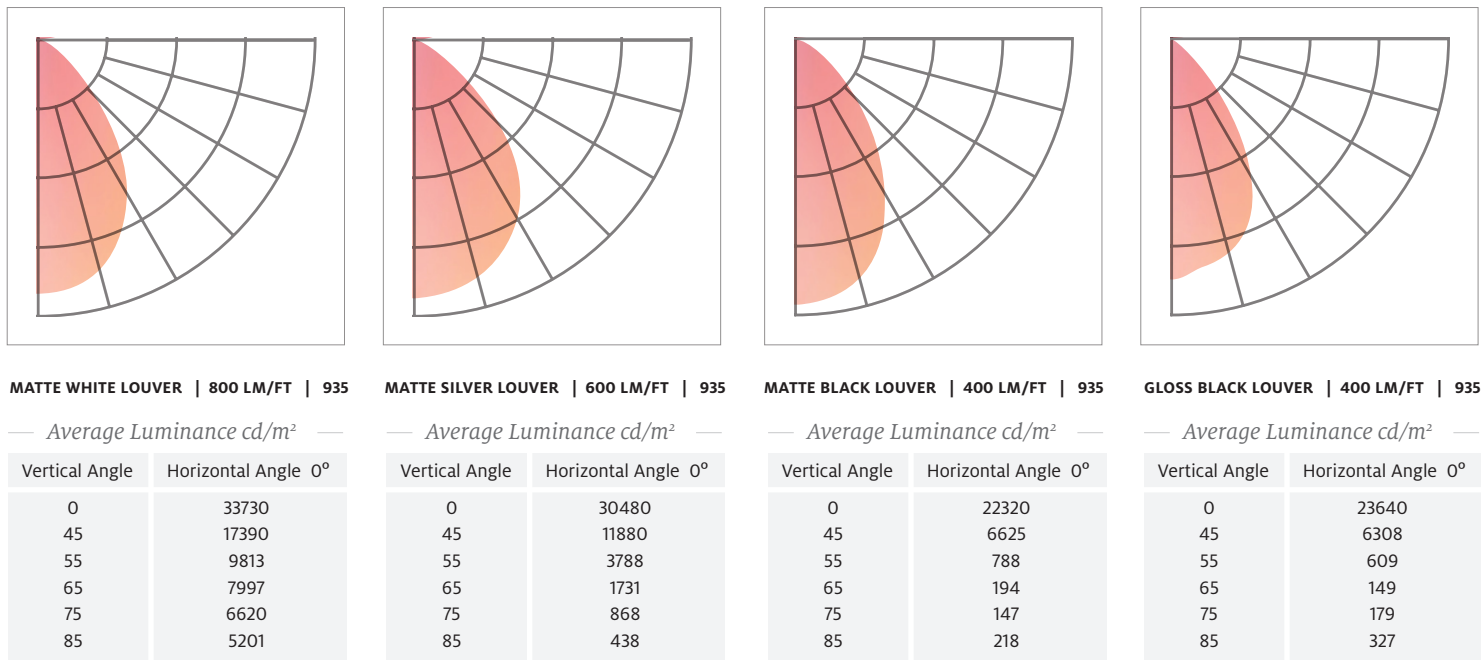 MATTE WHITE LOUVER | 800 LM/FT | 935
Average Luminance cd/m²
Vertical Angle Horizontal Angle 0º
0 33730
45 17390
55 9813
65 7997
75 6620
85 5201
MATTE SILVER LOUVER | 600 LM/FT | 935
Average Luminance cd/m²
Vertical Angle Horizontal Angle 0º
0 30480
45 11880
55 3788
65 1731
75 868
85 438
MATTE BLACK LOUVER | 400 LM/FT | 935
Average Luminance cd/m²
Vertical Angle Horizontal Angle 0º
0 22320
45 6625
55 788
65 194
75 147
85 218
GLOSS BLACK LOUVER | 400 LM/FT | 935
Average Luminance cd/m²
Vertical Angle Horizontal Angle 0º
0 23640
45 6308
55 609
65 149
75 179
85 327